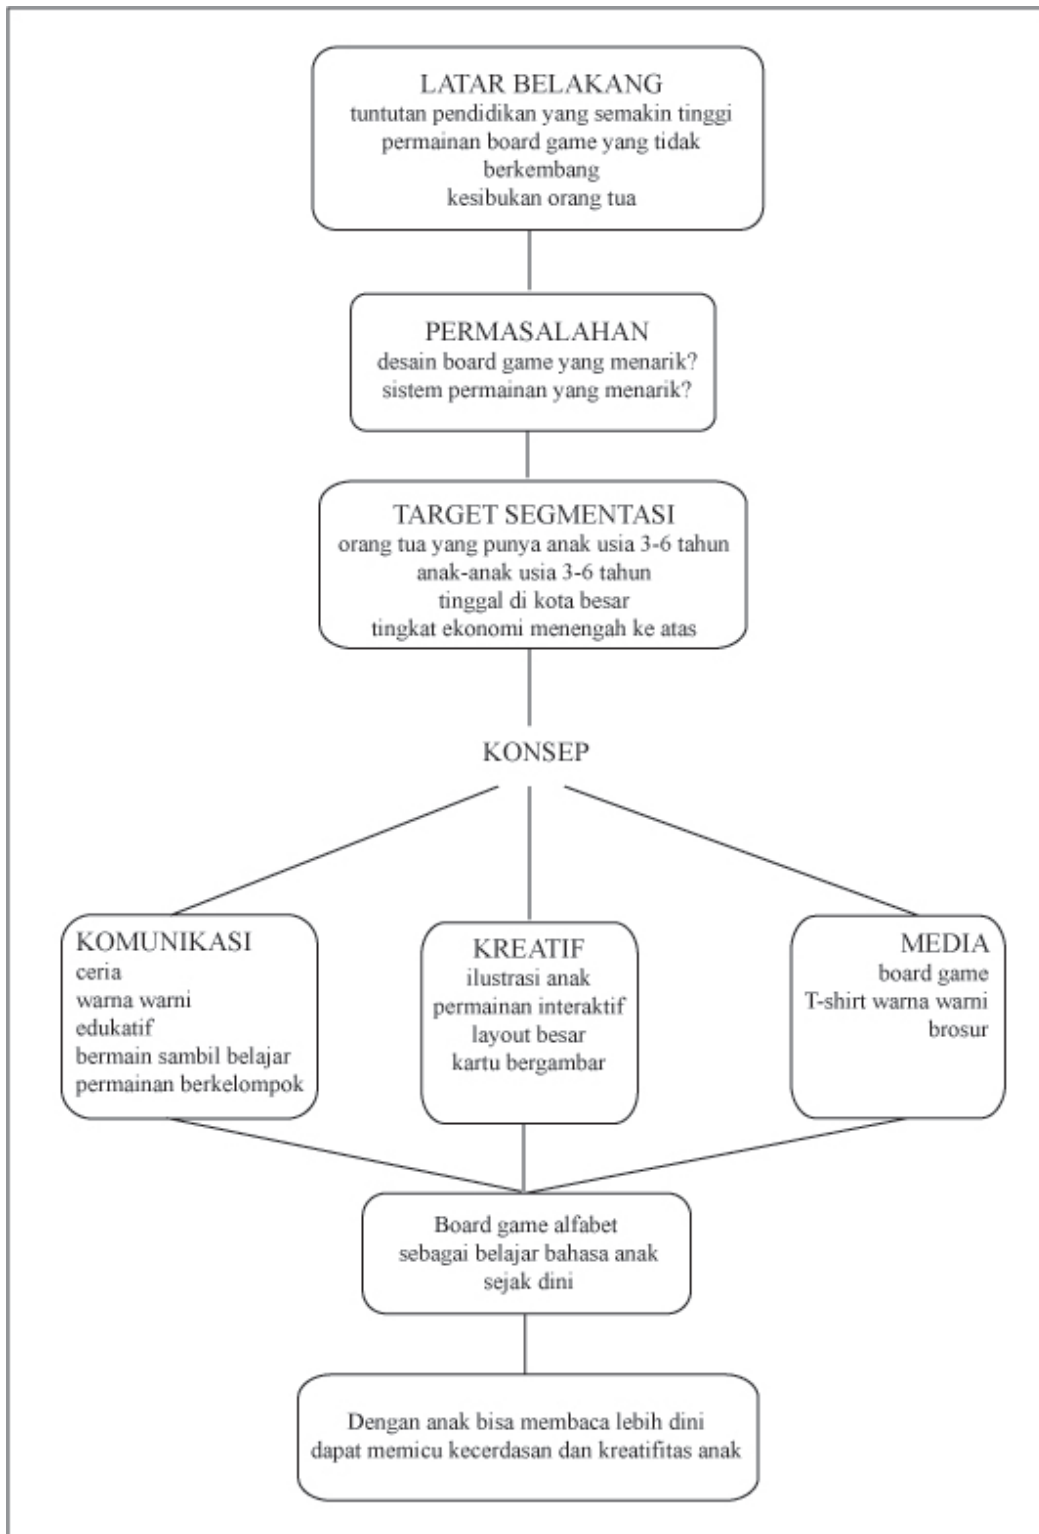 LATAR BELAKANG
tuntutan pendidikan yang semakin tinggi
permainan board game yang tidak
berkembang
kesibukan orang tua
PERMASALAHAN
desain board game yang menarik?
sistem permainan yang menarik?
TARGET SEGMENTASI
orang tua yang punya anak usia 3-6 tahun
anak-anak usia 3-6 tahun
tinggal di kota besar
tingkat ekonomi menengah ke atas
KONSEP
KOMUNIKASI
ceria
warna warni
edukatif
bermain sambil belajar
permainan berkelompok
KREATIF
ilustrasi anak
permainan interaktif
layout besar
kartu bergambar
MEDIA
board game
T-shirt warna warni
brosur
Board game alfabet
sebagai belajar bahasa anak
sejak dini
Dengan anak bisa membaca lebih dini
dapat memicu kecerdasan dan kreatifitas anak